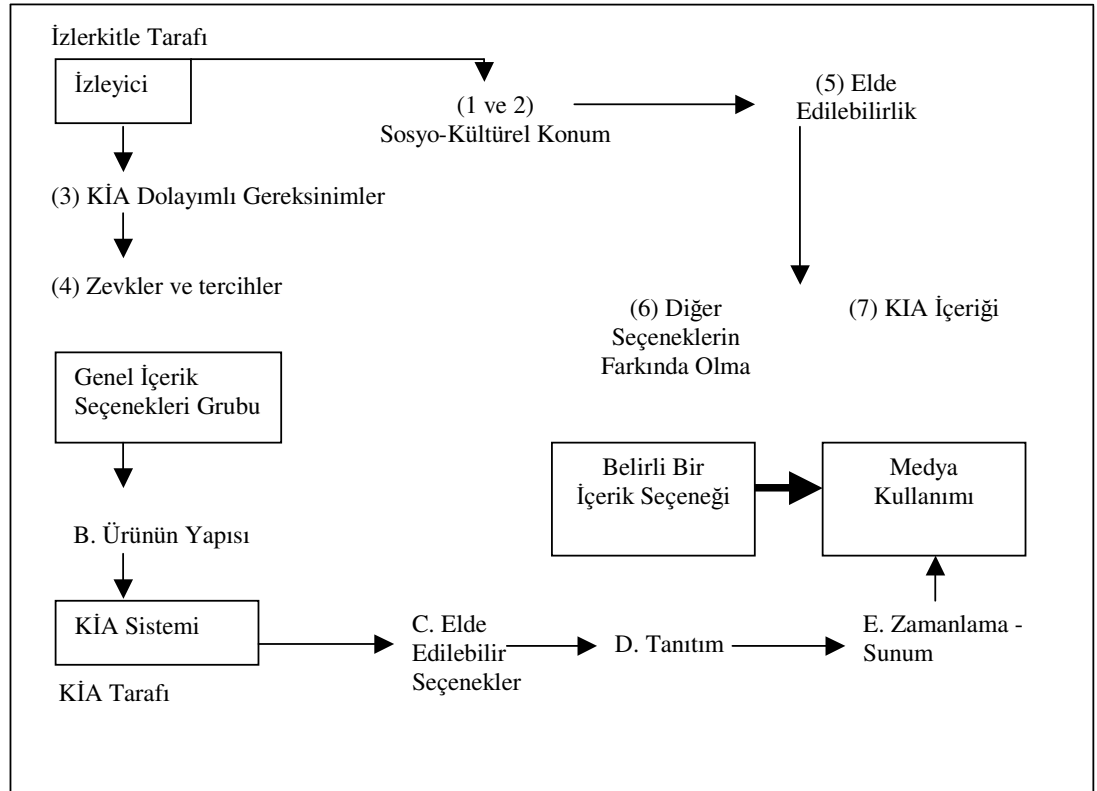 İzlerkitle Tarafı
İzleyici
(1 ve 2)
Sosyo-Kültürel Konum
(5) Elde
Edilebilirlik
(3) KİA Dolayımlı Gereksinimler
(4) Zevkler ve tercihler
(6) Diğer
Seçeneklerin
Farkında Olma
(7) KIA İçeriği
Genel İçerik
Seçenekleri Grubu
Belirli Bir
İçerik Seçeneği
Medya
Kullanımı
B. Ürünün Yapısı
KİA Sistemi
C. Elde
Edilebilir
Seçenekler
D. Tanıtım
E. Zamanlama -
Sunum
KİA Tarafı